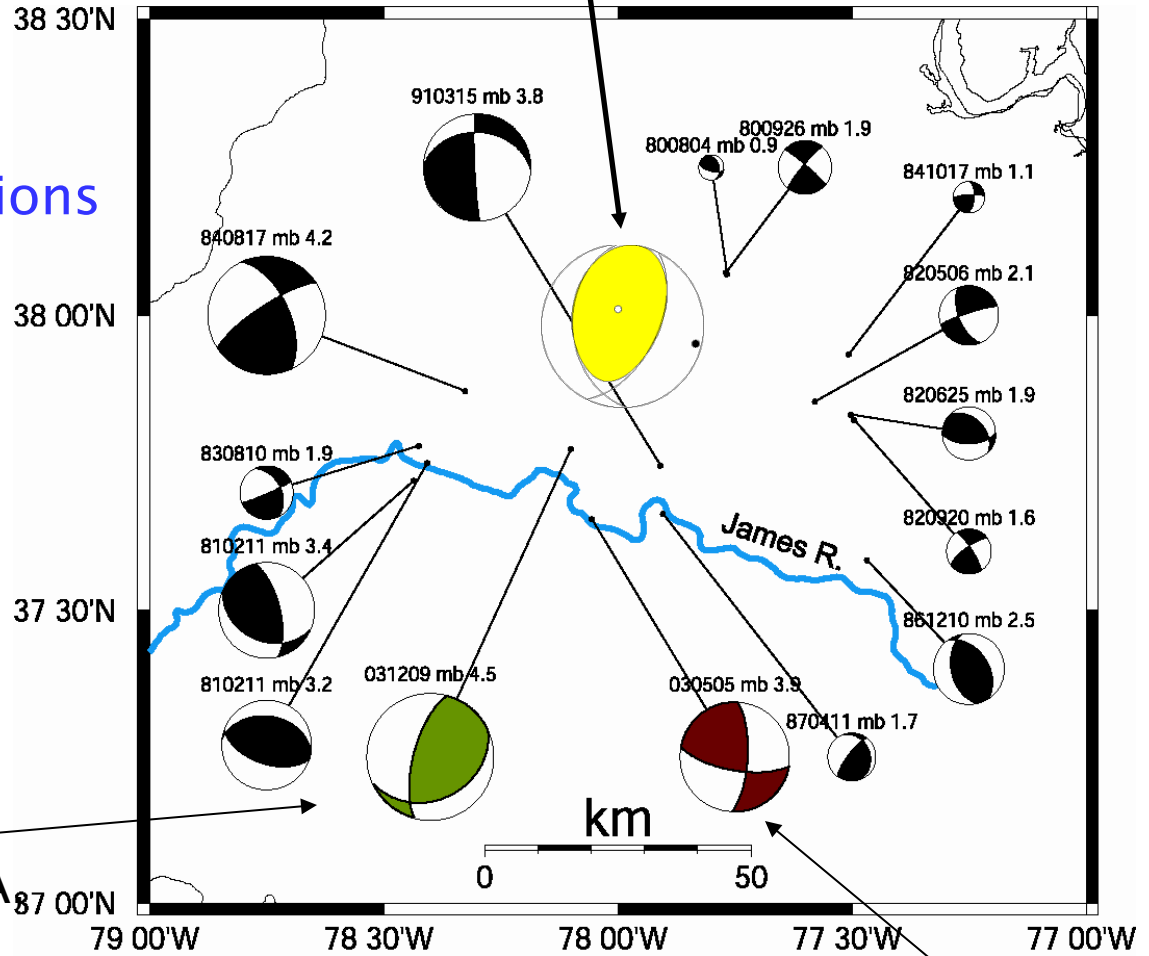 38 30'N
910315 mb 3.8
800926 mb 1.9
800804 mb 0.9
841017 mb 1.1
ions
840817 mb 4.2
820506 mb 2.1
38 00'N
820625 mb 1.9
830810 mb 1.9
820920 mb 1.6
James R.
810211 mb 3.4
37 30'N
861210 mb 2.5
810211 mb 3.2
031209 mb 4.5
030505 mb 3.9
870411 mb 1.7
km
0 50
A
37 00'N
79 00'W 78 30'W 78 00'W 77 30'W 77 00'W